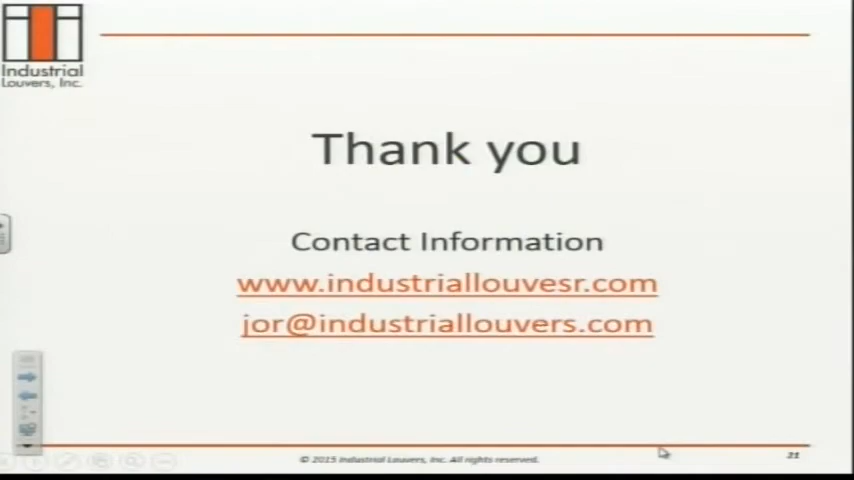 Industrial
Louvers, Inc.
Thank you
Contact Information
www.industriallouvesr.com
jor@industriallouvers.com
© 2015 Industrial Louvers, Inc. All rights reserved.
21